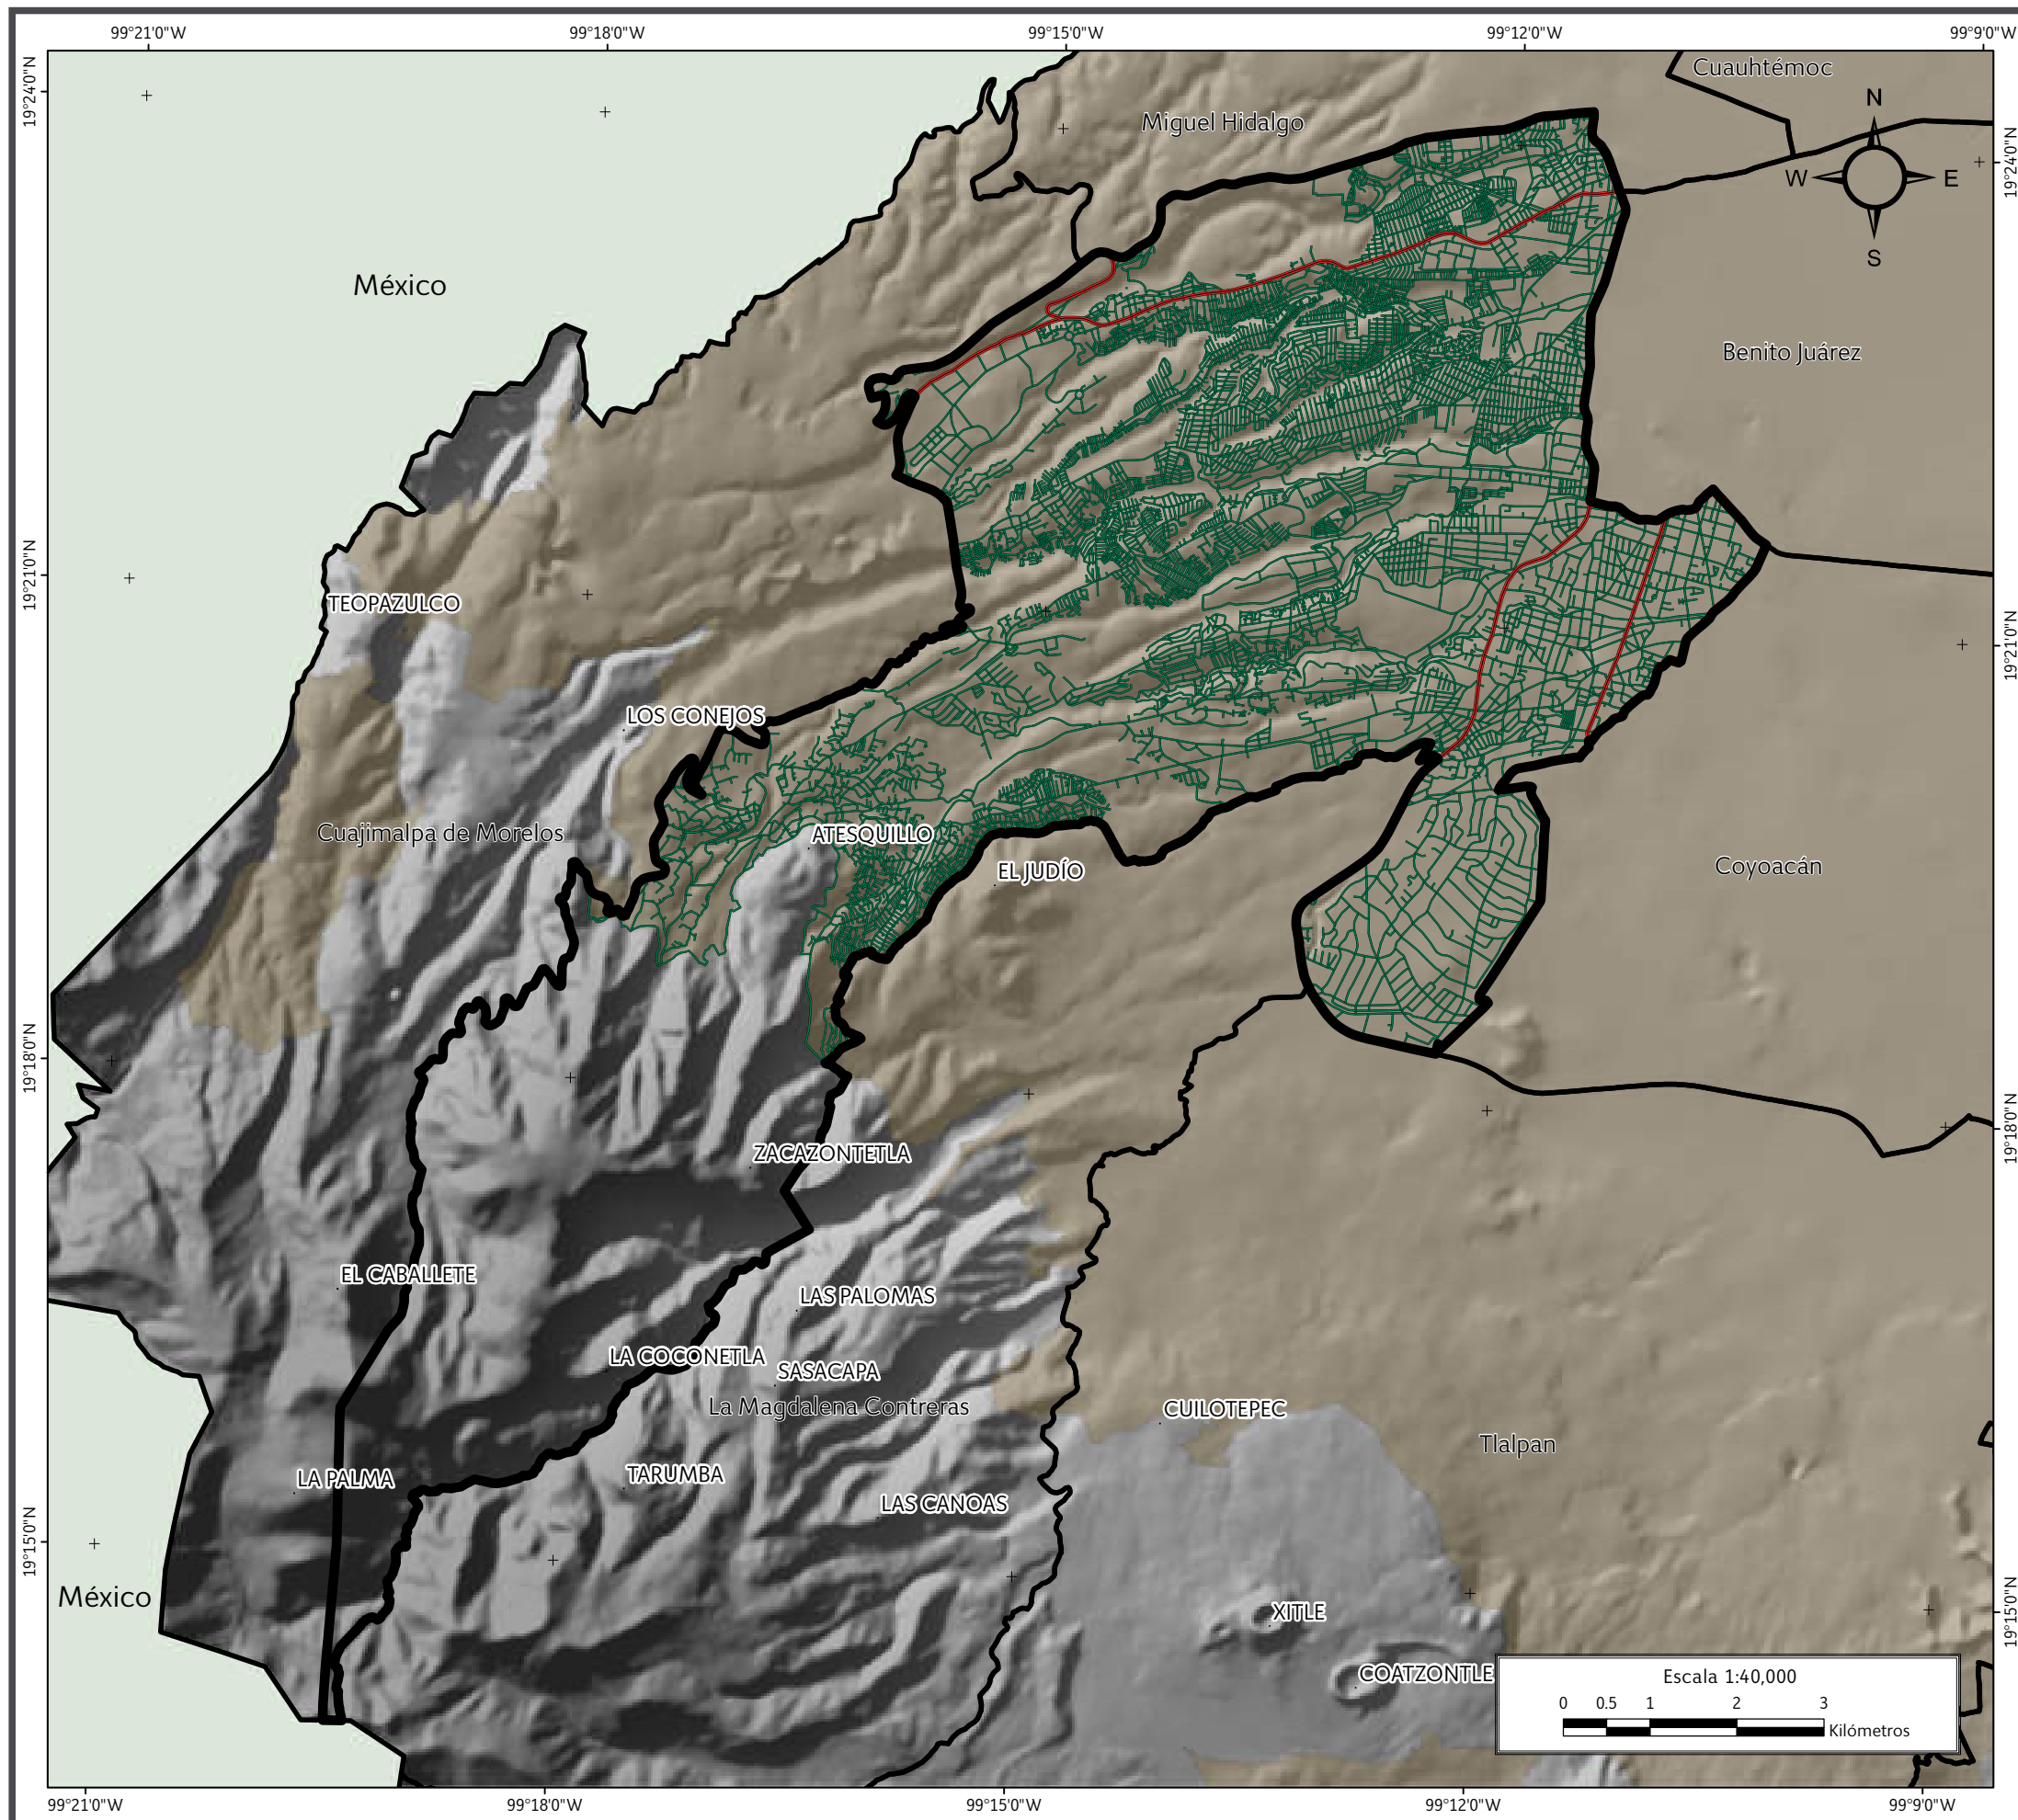 99°21'0"W
99°18'0"W
99°15'0"W
99°12'0"W
99°9'0"W
19°24'0"N
Cuauhtémoc
Miguel Hidalgo
N
W
E
S
19°24'0"N
México
Benito Juárez
19°21'0"N
TEOPAZULCO
19°21'0"N
LOS CONEJOS
Cuajimalpa de Morelos
ATESQUILLO
EL JUDÍO
Coyoacán
19°18'0"N
19°18'0"N
ZACAZONTETLA
EL CABALLETE
LAS PALOMAS
LA COCONETLA
SASACAPA
La Magdalena Contreras
CUILOTEPEC
Tlalpan
LA PALMA
TARUMBA
LAS CANOAS
19°15'0"N
México
XITLE
19°15'0"N
COATZONTLE
Escala 1:40,000
0 0.5 1 2 3
Kilómetros
99°21'0"W
99°18'0"W
99°15'0"W
99°12'0"W
99°9'0"W